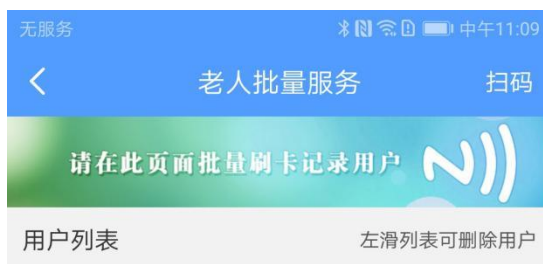 无服务 中午11:09
老人批量服务 扫码
请在此页面批量刷卡记录用户
用户列表 左滑列表可删除用户